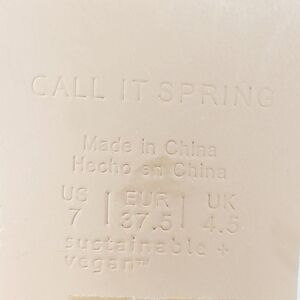 CALL IT SPRING
Made in China
Hecho en China
US | EUR | UK
7 | 37.5 | 4.5
sustainable +
vegan™